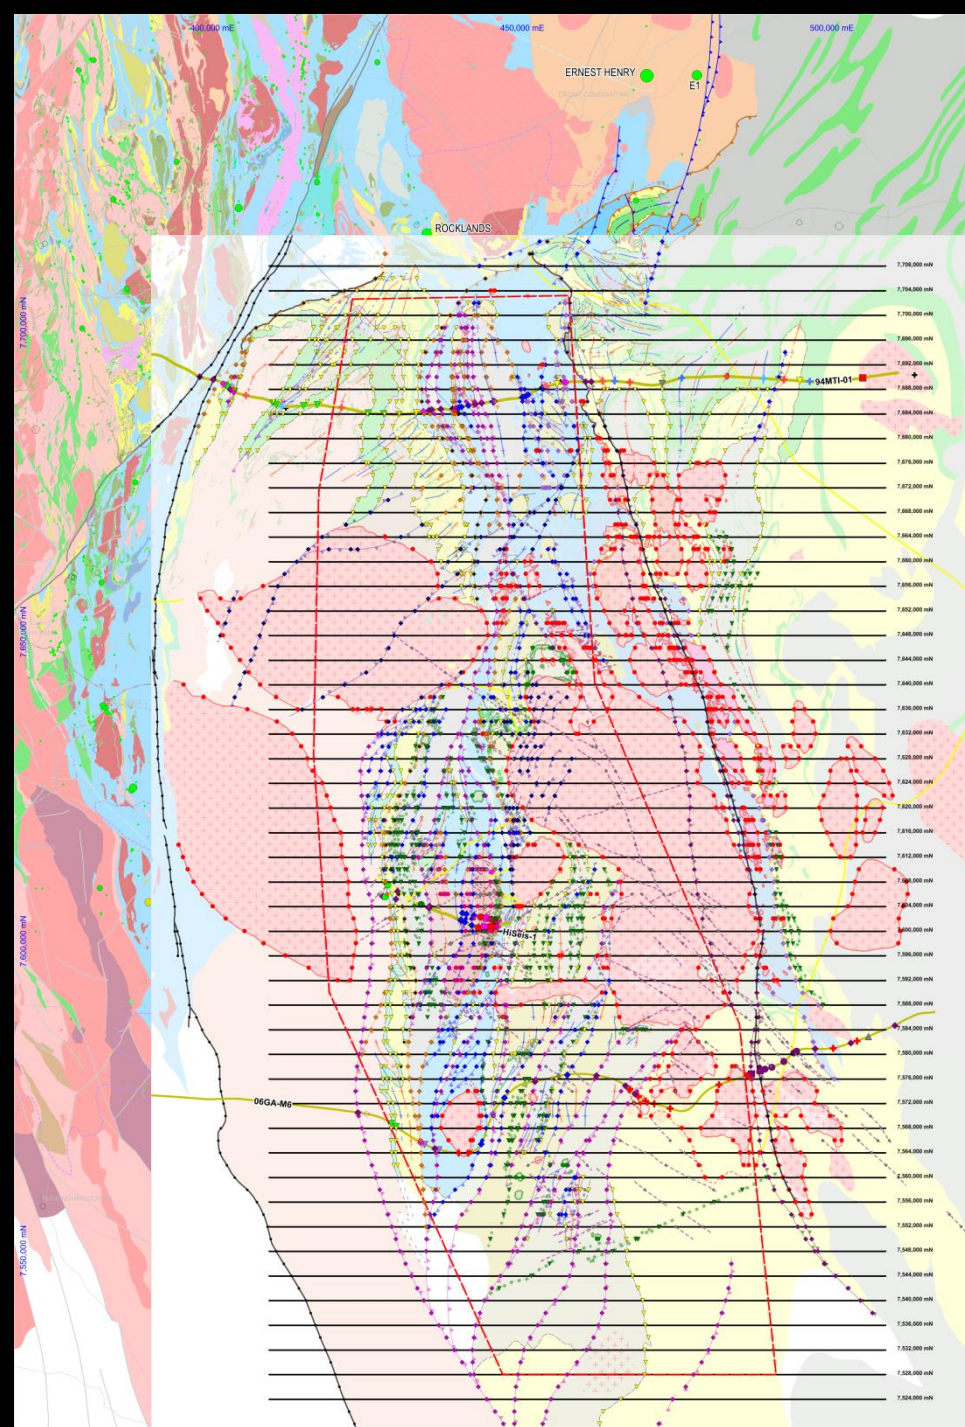 400,000 mE
450,000 mE
500,000 mE
ERNEST HENRY
E1
ROCKLANDS
7,700,000 mN
7,650,000 mN
7,600,000 mN
7,550,000 mN
94MTI-01
HiSeis-1
06GA-M6
7,708,000 mN
7,704,000 mN
7,700,000 mN
7,696,000 mN
7,692,000 mN
7,688,000 mN
7,684,000 mN
7,680,000 mN
7,676,000 mN
7,672,000 mN
7,668,000 mN
7,664,000 mN
7,660,000 mN
7,656,000 mN
7,652,000 mN
7,648,000 mN
7,644,000 mN
7,640,000 mN
7,636,000 mN
7,632,000 mN
7,628,000 mN
7,624,000 mN
7,620,000 mN
7,616,000 mN
7,612,000 mN
7,608,000 mN
7,604,000 mN
7,600,000 mN
7,596,000 mN
7,592,000 mN
7,588,000 mN
7,584,000 mN
7,580,000 mN
7,576,000 mN
7,572,000 mN
7,568,000 mN
7,564,000 mN
7,560,000 mN
7,556,000 mN
7,552,000 mN
7,548,000 mN
7,544,000 mN
7,540,000 mN
7,536,000 mN
7,532,000 mN
7,528,000 mN
7,524,000 mN